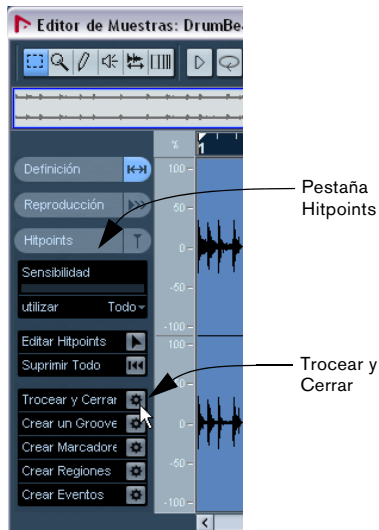 Editor de Muestras: DrumBe
%
1
Definición
100
Reproducción
50
Pestaña
Hitpoints
Hitpoints
0
Sensibilidad
-50
utilizar Todo
-100
Editar Hitpoints
100
Suprimir Todo
Trocear y
Cerrar
Trocear y Cerrar
Crear un Groove
0
Crear Marcadore
Crear Regiones
-50
Crear Eventos
-100